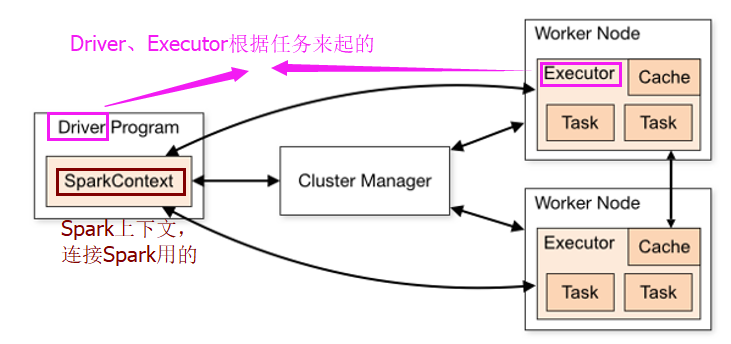 Driver、Executor根据任务来起的
Driver Program
SparkContext
Spark上下文,
连接Spark用的
Cluster Manager
Worker Node
Executor
Cache
Task
Task
Worker Node
Executor
Cache
Task
Task